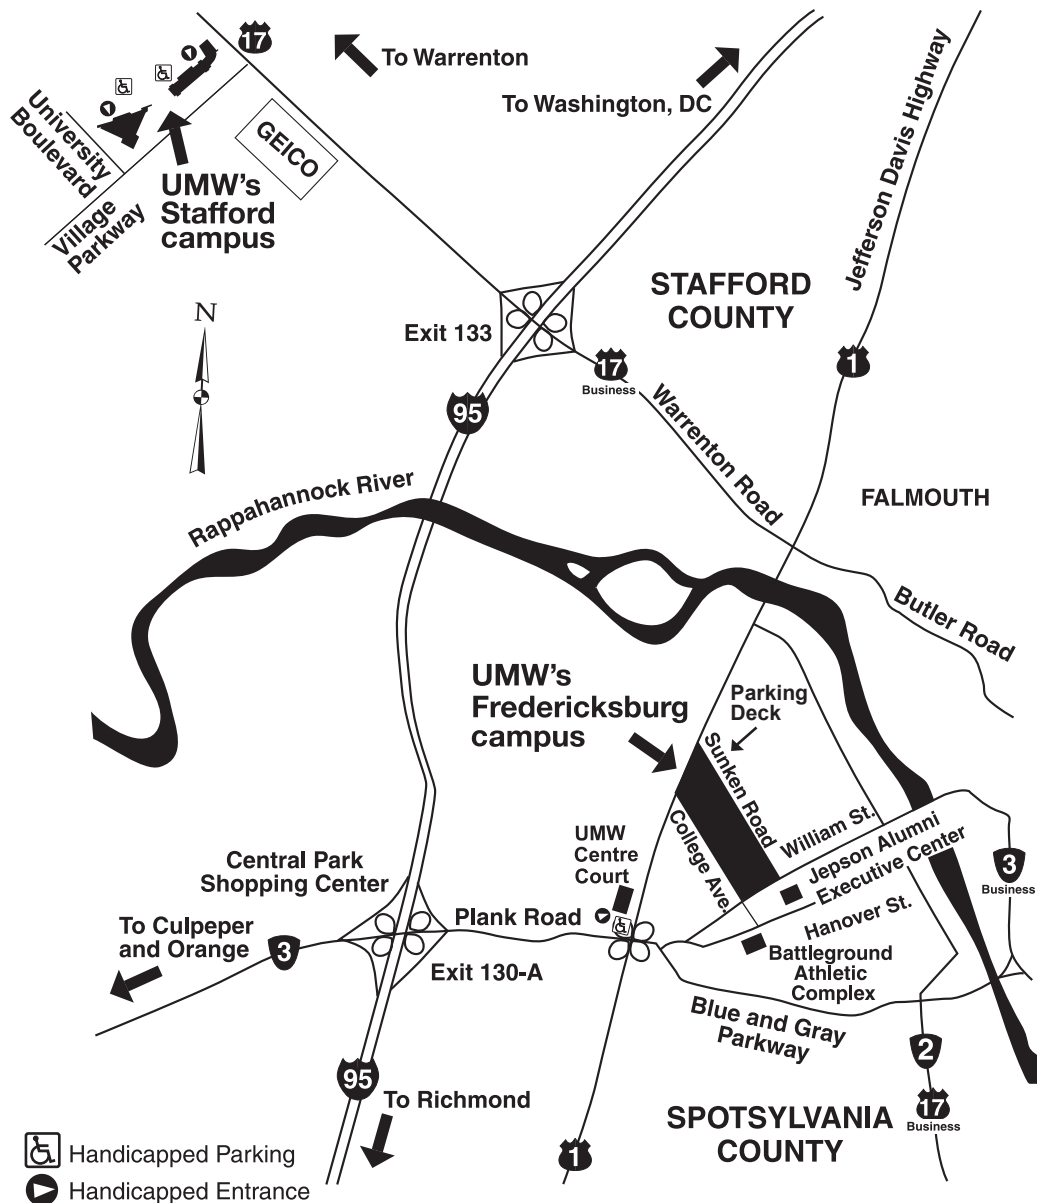 17
To Warrenton
To Washington, DC
Jefferson Davis Highway
University
Boulevard
GEICO
UMW's
Stafford
campus
Village
Parkway
N
STAFFORD
COUNTY
Exit 133
17
Business
1
95
Warrenton Road
Rappahannock River
FALMOUTH
Butler Road
UMW's
Fredericksburg
campus
Parking
Deck
Sunken Road
College Ave.
William St.
UMW
Centre
Court
Jepson Alumni
Executive Center
3
Business
Central Park
Shopping Center
Plank Road
Hanover St.
To Culpeper
and Orange
3
Exit 130-A
Battleground
Athletic
Complex
Blue and Gray
Parkway
2
95
To Richmond
17
Business
SPOTSYLVANIA
COUNTY
1
Handicapped Parking
Handicapped Entrance